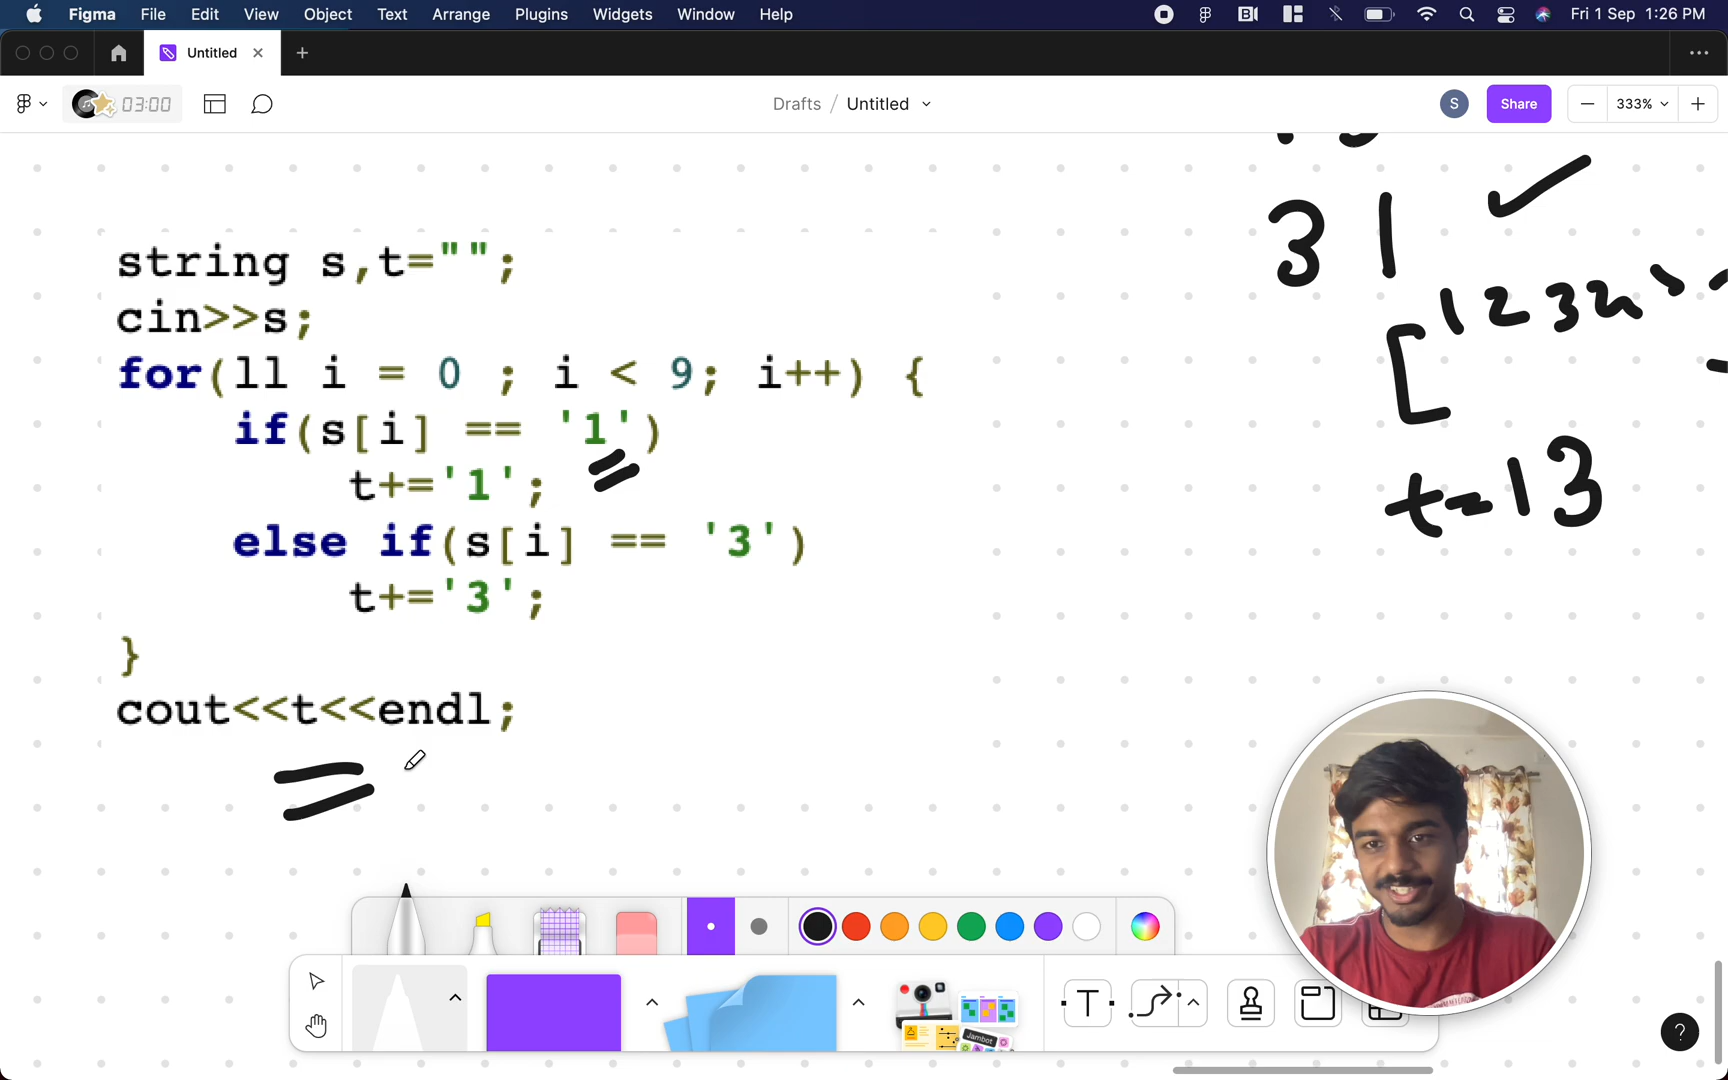 Figma File Edit View Object Text Arrange Plugins Widgets Window Help Fri 1 Sep 1:26 PM
Untitled
03:00 Drafts / Untitled S Share 333%
string s,t="";
cin>>s;
for(ll i = 0 ; i < 9; i++) {
if(s[i] == '1')
t+='1';
else if(s[i] == '3')
t+='3';
}
cout<<t<<endl;
3 1
[
t=13
T
Jambot
?